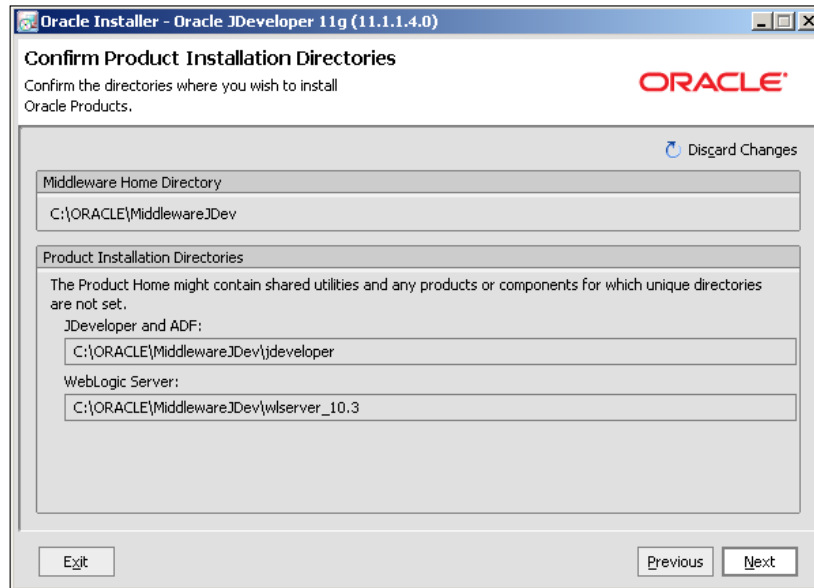 Oracle Installer - Oracle JDeveloper 11g (11.1.1.4.0)
Confirm Product Installation Directories
Confirm the directories where you wish to install
Oracle Products.
ORACLE
Discard Changes
Middleware Home Directory
C:\ORACLE\MiddlewareJDev
Product Installation Directories
The Product Home might contain shared utilities and any products or components for which unique directories
are not set.
JDeveloper and ADF:
C:\ORACLE\MiddlewareJDev\jdeveloper
WebLogic Server:
C:\ORACLE\MiddlewareJDev\wlserver_10.3
Exit
Previous
Next